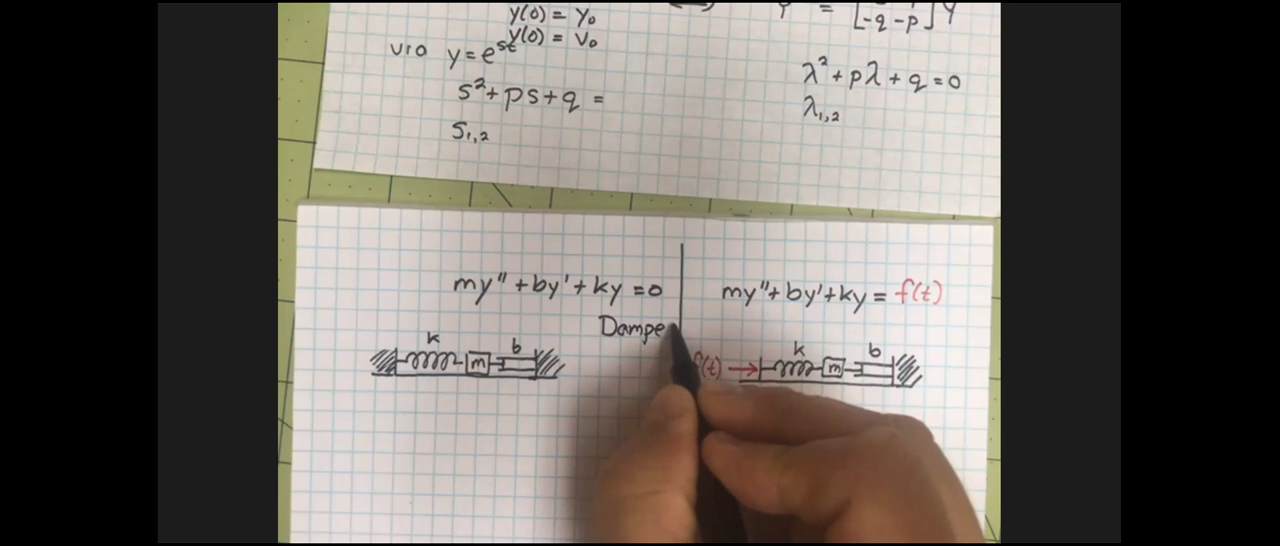 y(0) = y₀
y(0) = v₀
via y = e^st
s² + ps + q =
s₁,₂
Y = [-q -p] Y
λ² + pλ + q = 0
λ₁,₂
my" + by' + ky = 0
Dampe
k
m
b
my" + by' + ky = f(t)
f(t) →
k
m
b